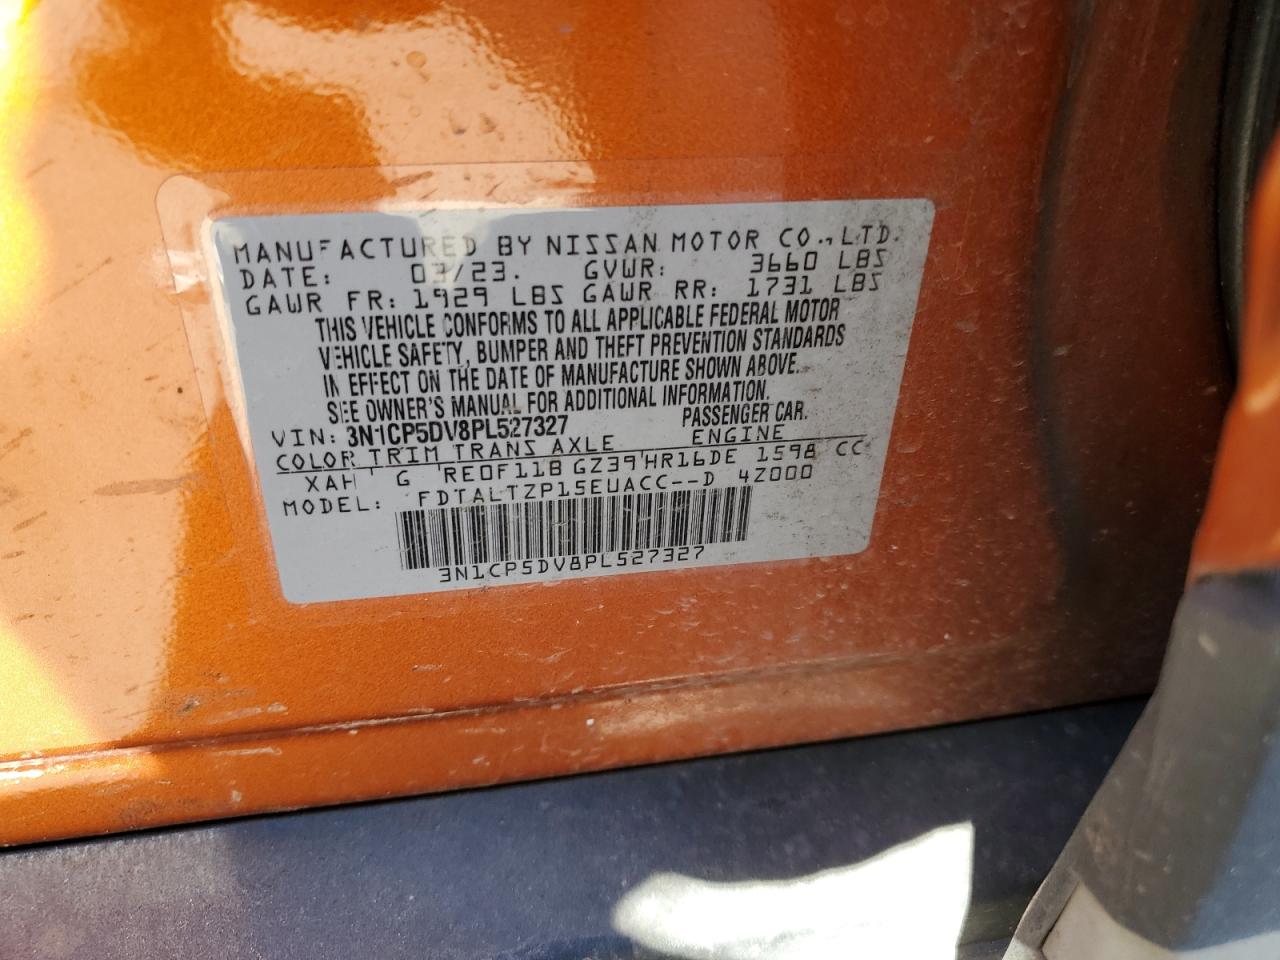 MANUFACTURED BY NISSAN MOTOR CO., LTD.
DATE: 03/23. GVWR: 3660 LBS
GAWR FR: 1929 LBS GAWR RR: 1731 LBS
THIS VEHICLE CONFORMS TO ALL APPLICABLE FEDERAL MOTOR
VEHICLE SAFETY, BUMPER AND THEFT PREVENTION STANDARDS
IN EFFECT ON THE DATE OF MANUFACTURE SHOWN ABOVE.
SEE OWNER'S MANUAL FOR ADDITIONAL INFORMATION.
VIN: 3N1CP5DV8PL527327 PASSENGER CAR.
COLOR TRIM TRANS AXLE ENGINE
XAH G RE0F11B GZ39 HR16DE 1598 CC
MODEL: FDTALTZP15EUACC--D 4Z000
3N1CP5DV8PL527327